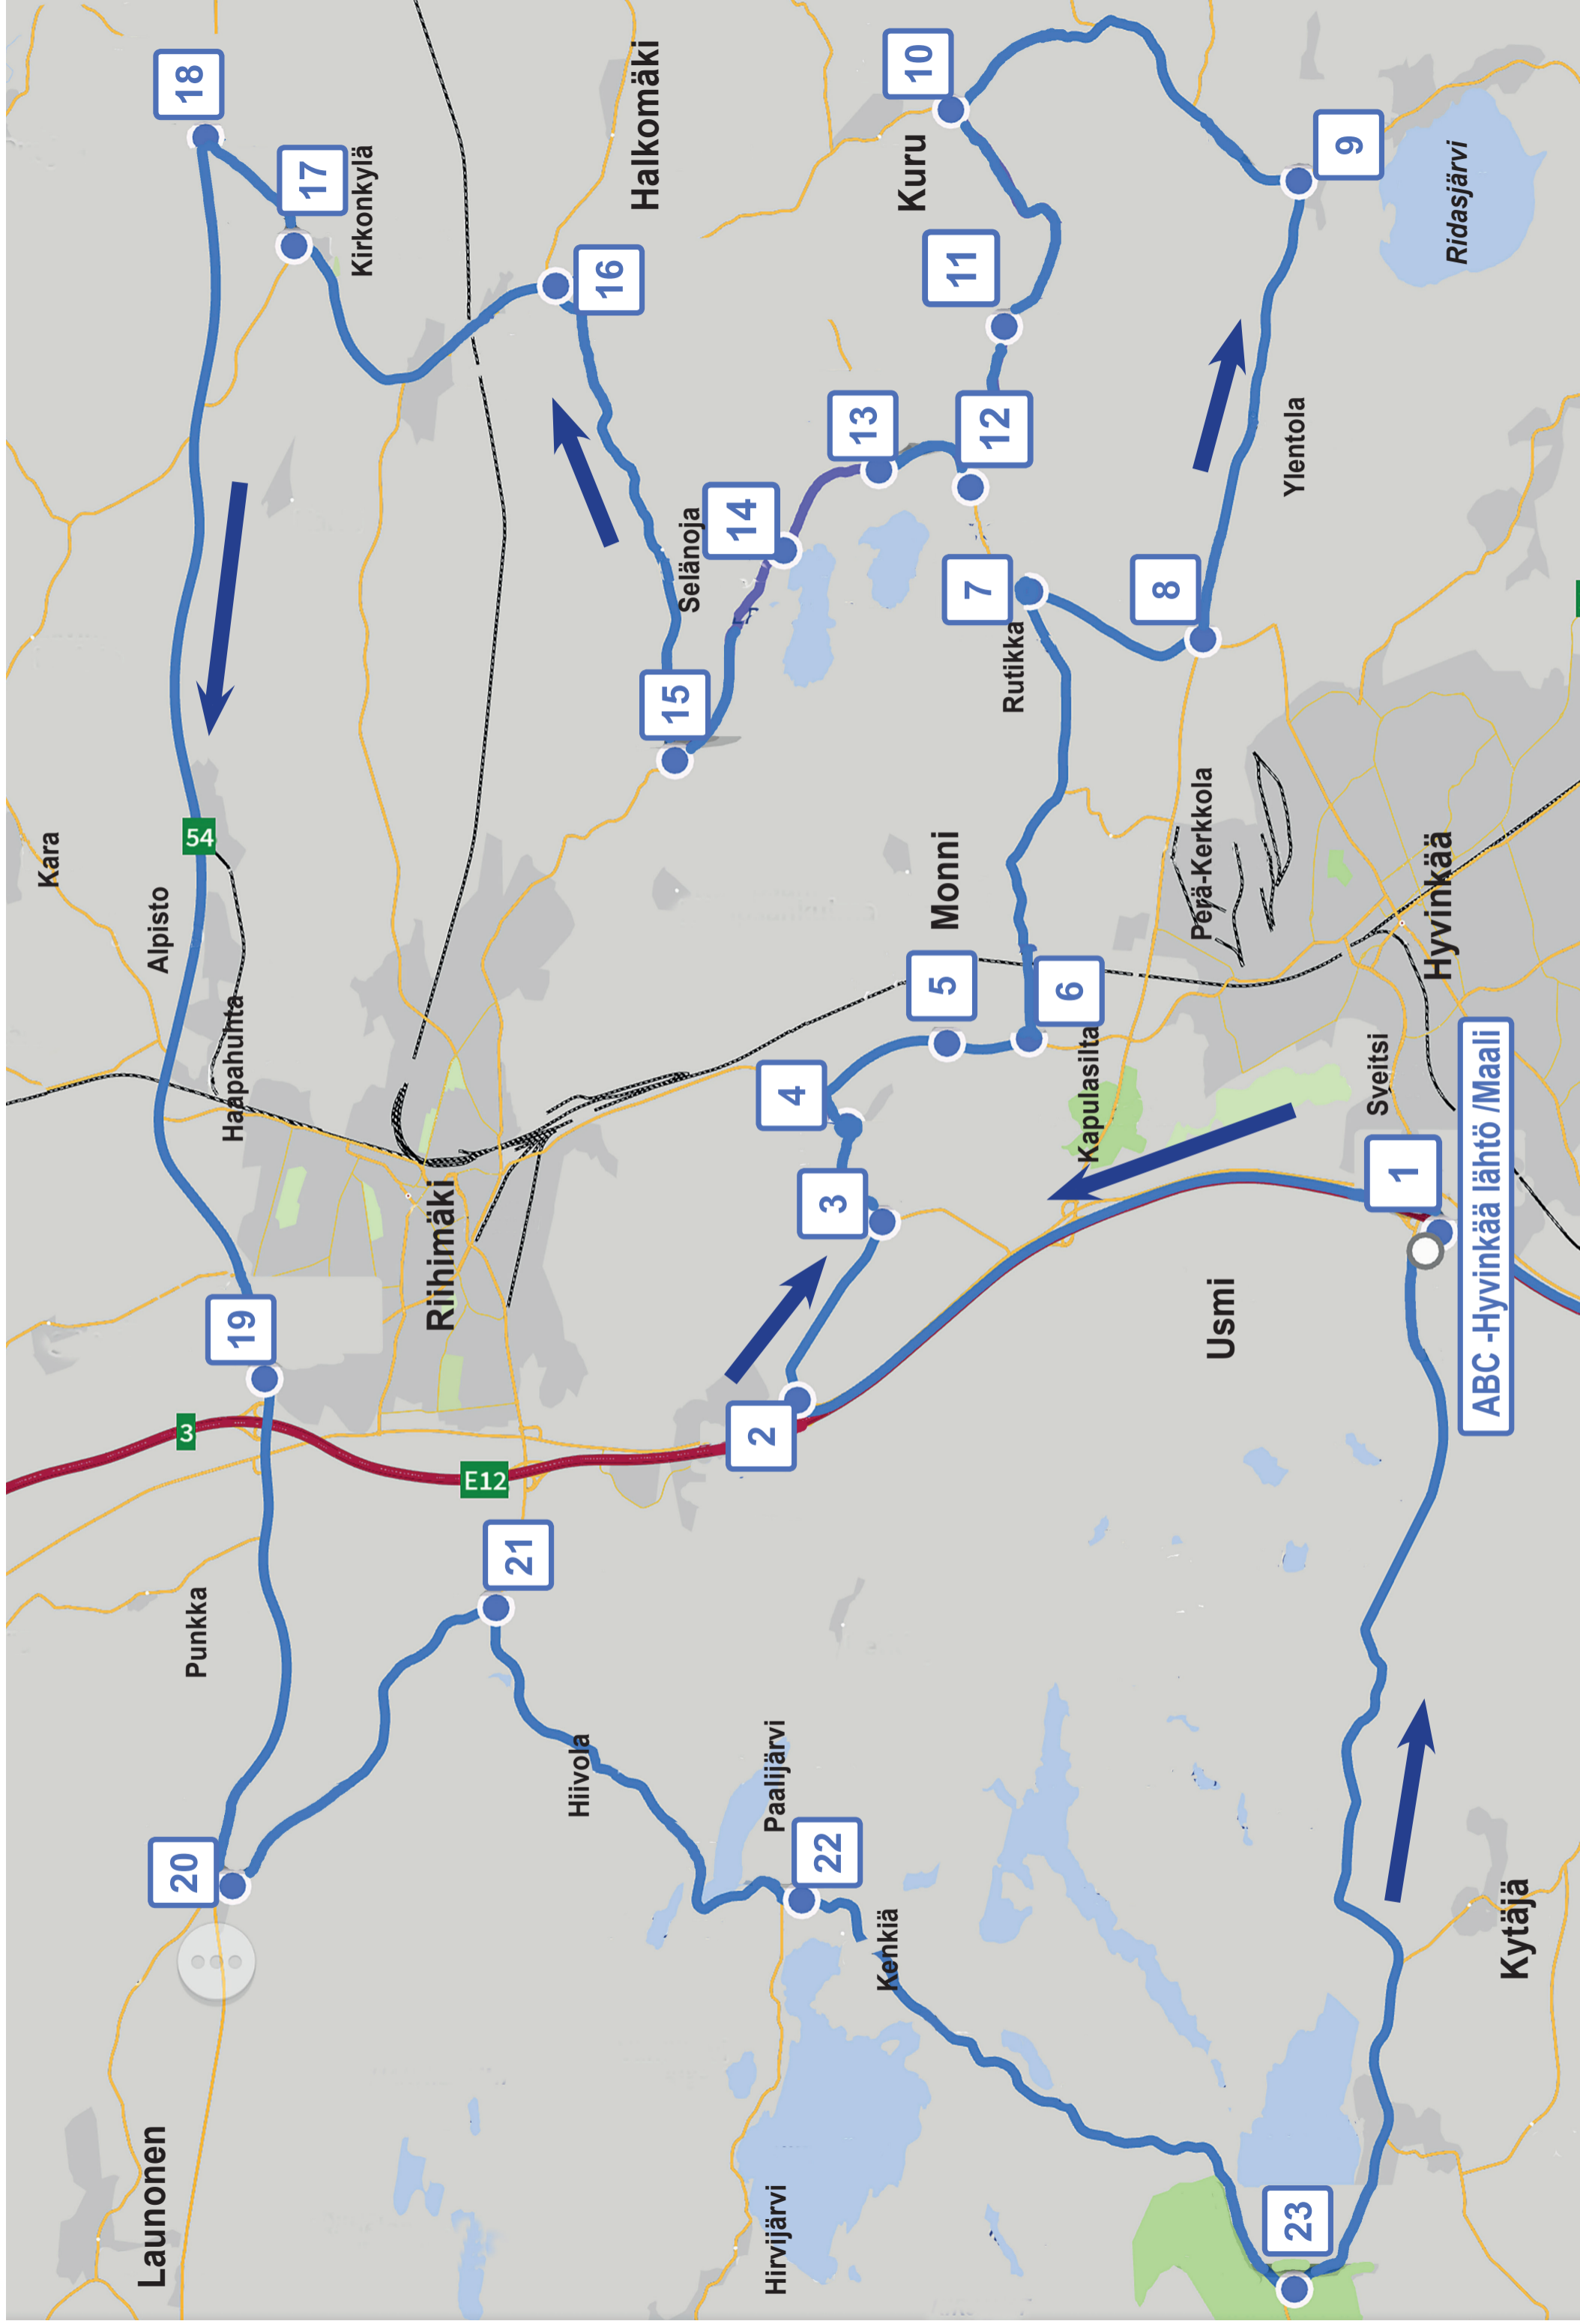 Kara
Launonen
Alpisto
20
Punkka
3
54
18
Haapahuhta
19
17
Kirkonkylä
Riihimäki
E12
21
Hiivola
16
Halkomäki
15
Selänoja
14
2
Hirvijärvi
Paalijärvi
4
22
3
13
Kenkiä
Kuru
10
5
Monni
11
7
12
Rutikka
6
Kapulasilta
8
Perä-Kerkkola
Usmi
Ylentola
23
9
Sveitsi
1
Hyvinkää
Ridasjärvi
ABC -Hyvinkää lähtö /Maali
Kytäjä